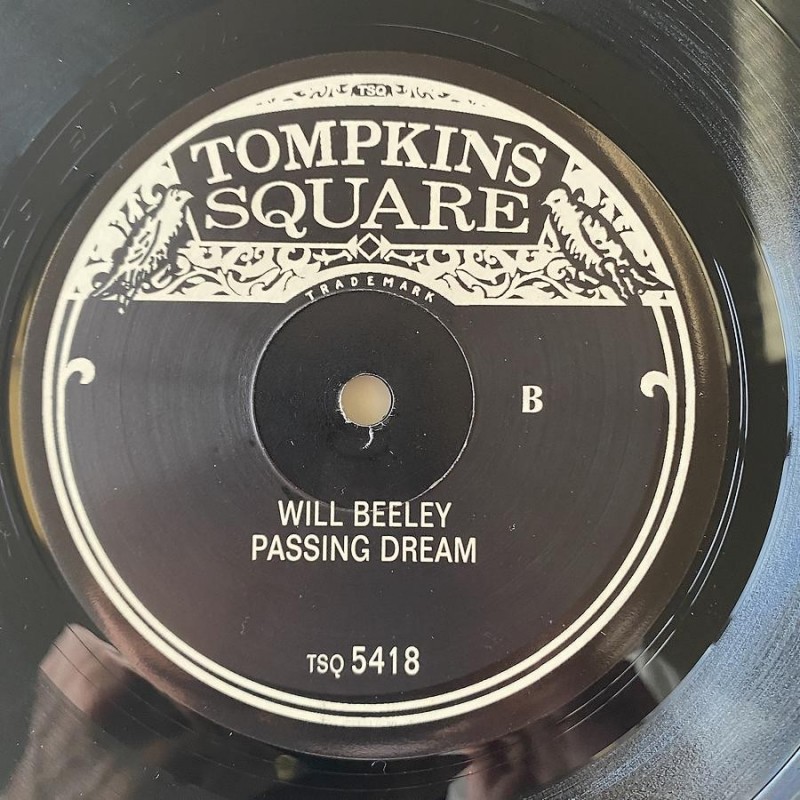 TSQ
TOMPKINS
SQUARE
TRADEMARK
B
WILL BEELEY
PASSING DREAM
TSQ 5418